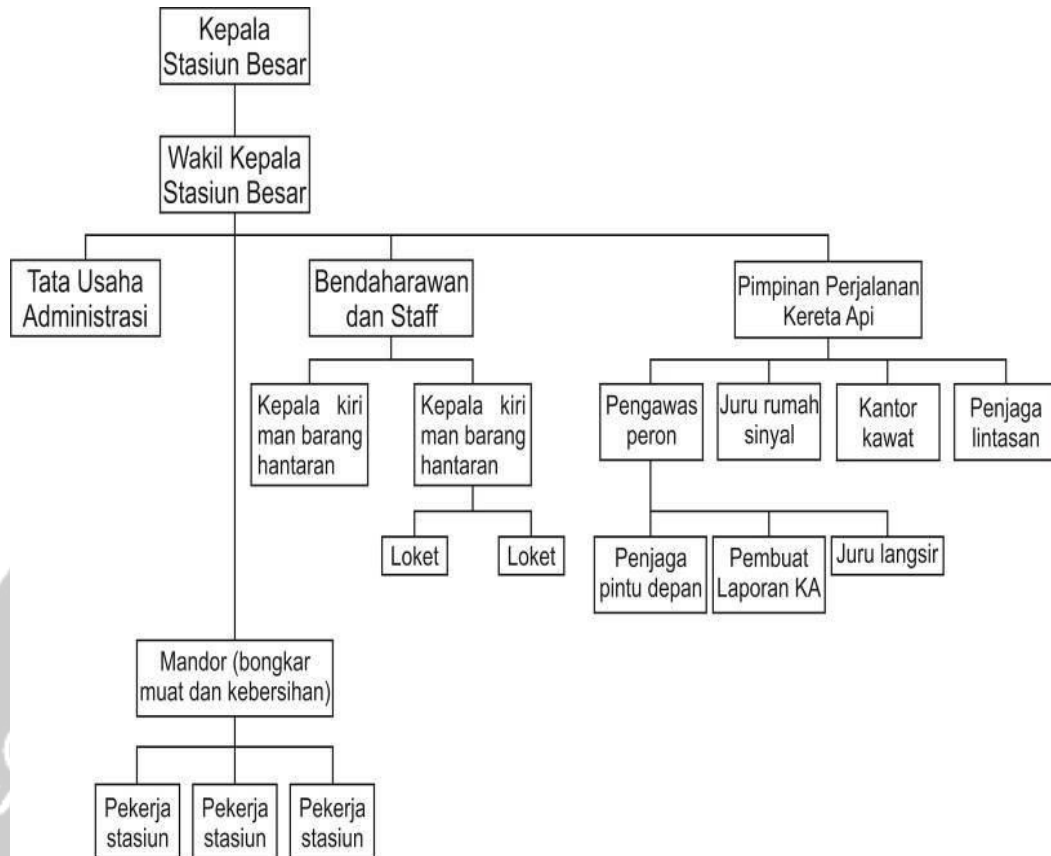 Kepala
Stasiun Besar
Wakil Kepala
Stasiun Besar
Tata Usaha
Administrasi
Bendaharawan
dan Staff
Pimpinan Perjalanan
Kereta Api
Kepala kiri
man barang
hantaran
Kepala kiri
man barang
hantaran
Pengawas
peron
Juru rumah
sinyal
Kantor
kawat
Penjaga
lintasan
Loket
Loket
Penjaga
pintu depan
Pembuat
Laporan KA
Juru langsir
Mandor (bongkar
muat dan kebersihan)
Pekerja
stasiun
Pekerja
stasiun
Pekerja
stasiun